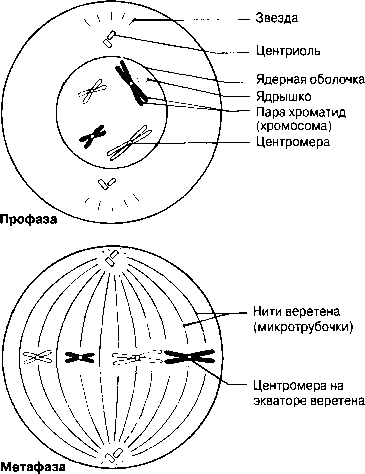 Звезда
Центриоль
Ядерная оболочка
Ядрышко
Пара хроматид
(хромосома)
Центромера
Профаза
Нити веретена
(микротрубочки)
Центромера на
экваторе веретена
Метафаза